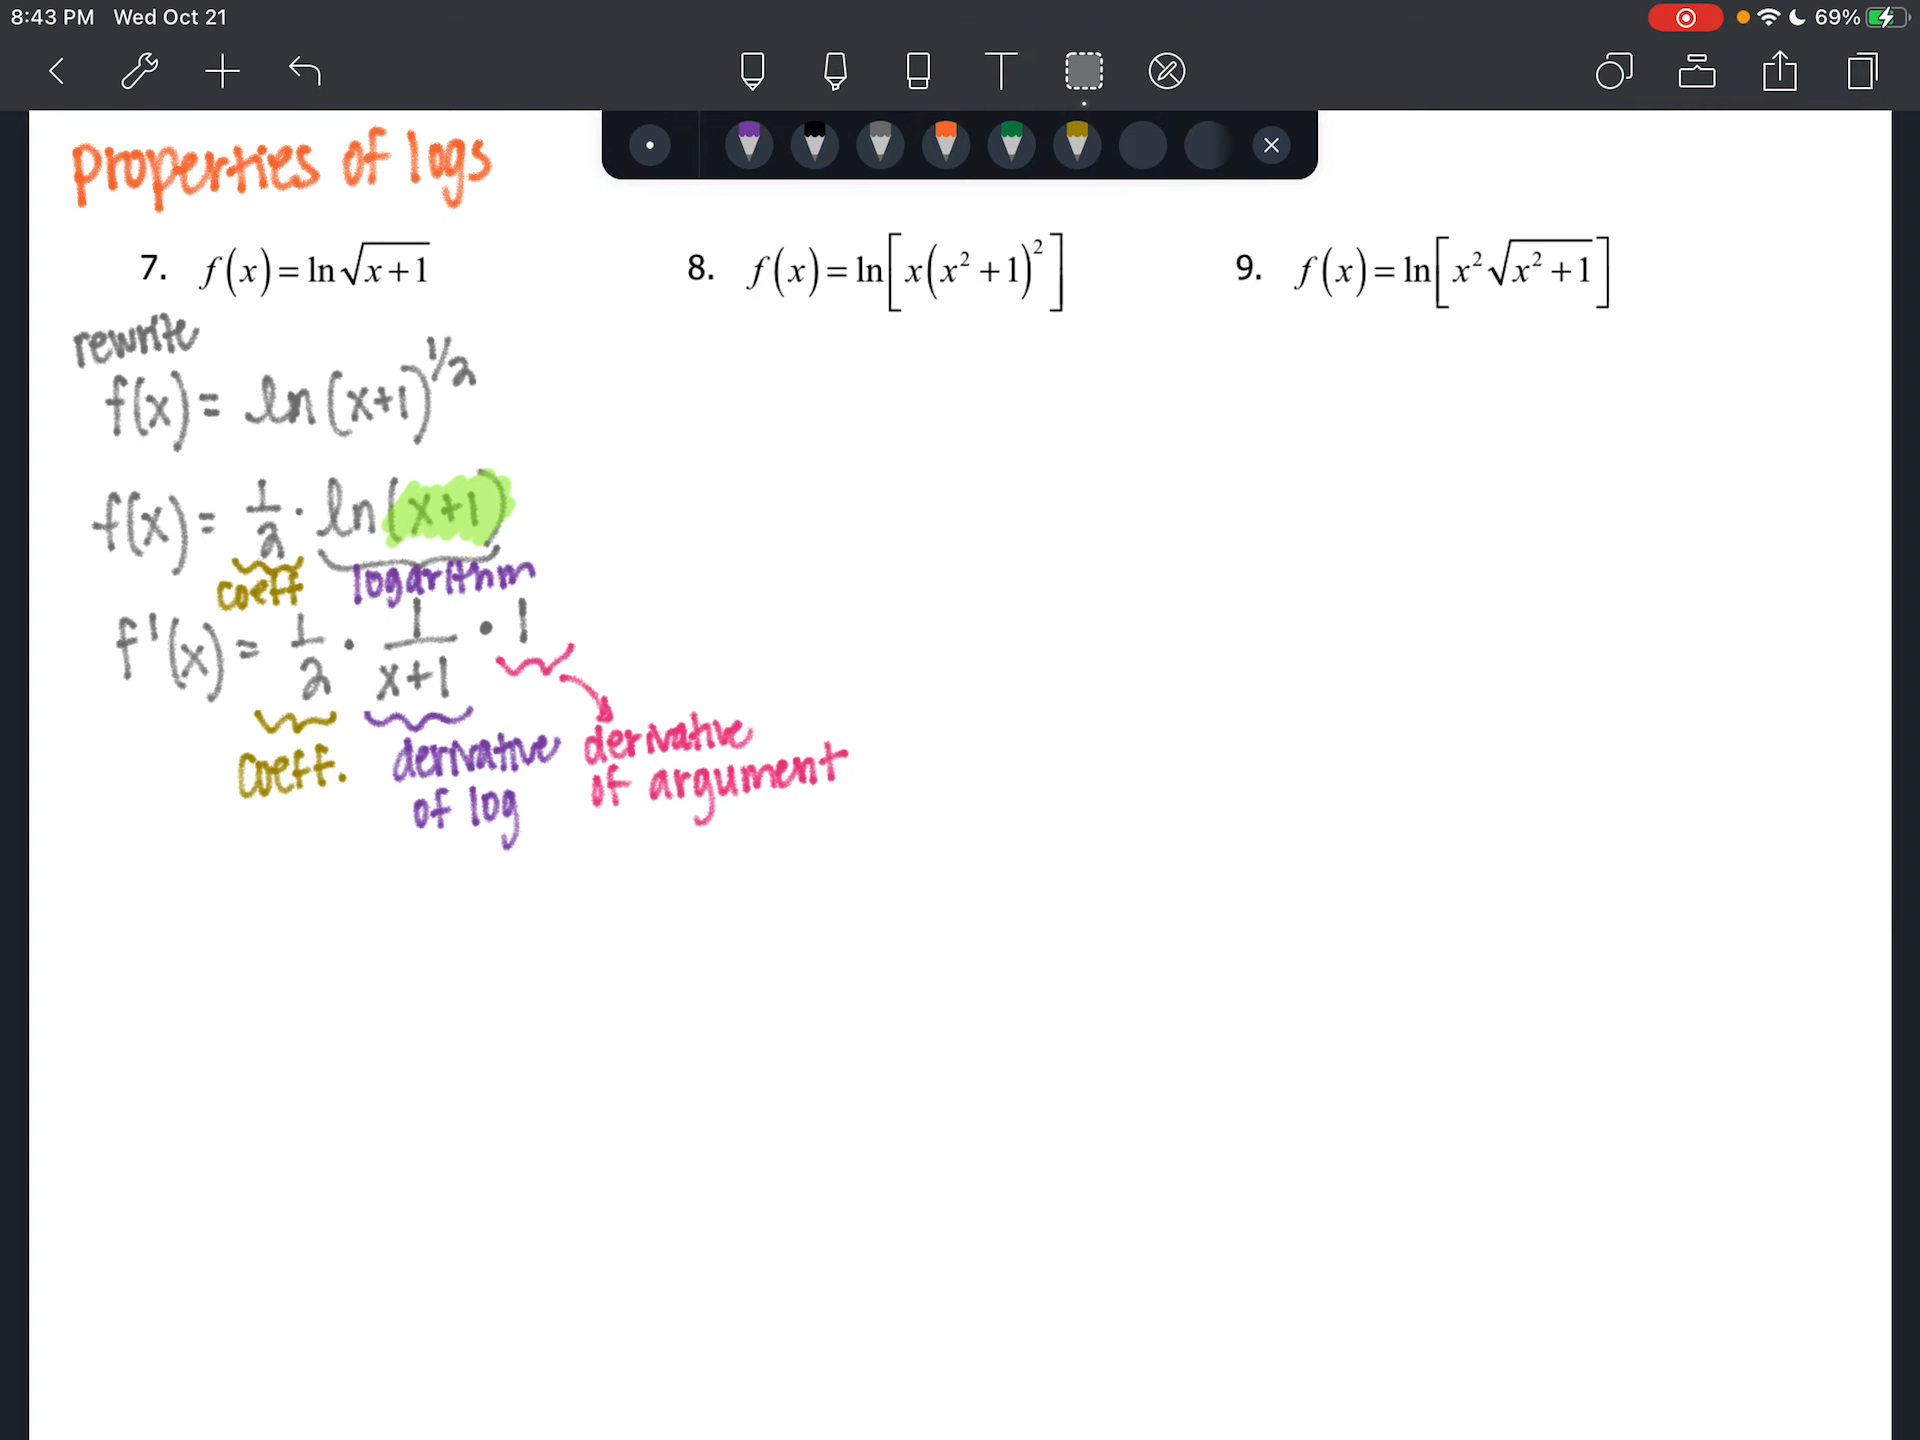 8:43 PM Wed Oct 21
69%
T
properties of logs
7. f(x) = ln√(x+1)
8. f(x) = ln[x(x² +1)²]
9. f(x) = ln[x²√(x² +1)]
rewrite
f(x) = ln(x+1)^1/2
f(x) = 1/2 · ln(x+1)
coeff logarithm
f'(x) = 1/2 · 1/(x+1) · 1
coeff. derivative of log
derivative of argument